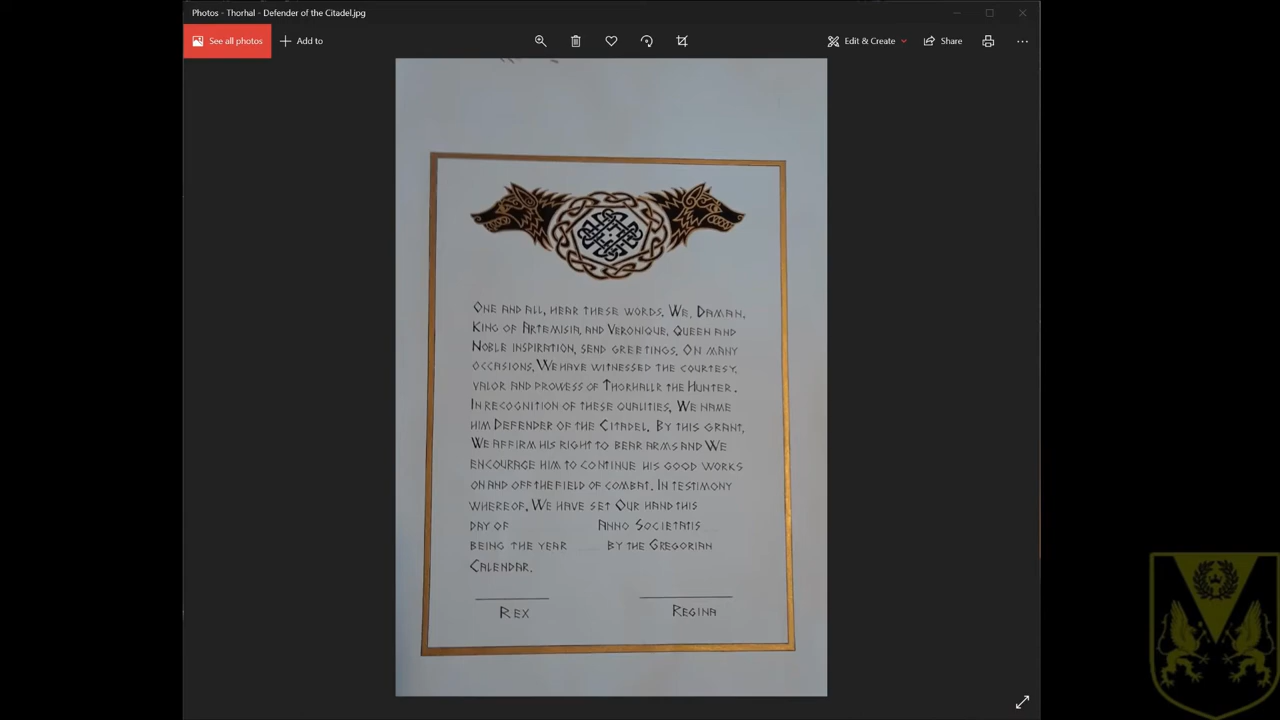 Photos - Thorhal - Defender of the Citadel.jpg
See all photos
Add to
Edit & Create
Share
One and all, hear these words. We, Daman,
King of Artemisia, and Veronique, Queen and
Noble inspiration, send greetings. On many
occasions, We have witnessed the courtesy,
valor and prowess of Thorhallr the Hunter.
In recognition of these qualities, We name
him Defender of the Citadel. By this grant,
We affirm his right to bear arms and We
encourage him to continue his good works
on and off the field of combat. In testimony
whereof, We have set Our hand this
day of Anno Societatis
being the year by the Gregorian
Calendar.
Rex Regina